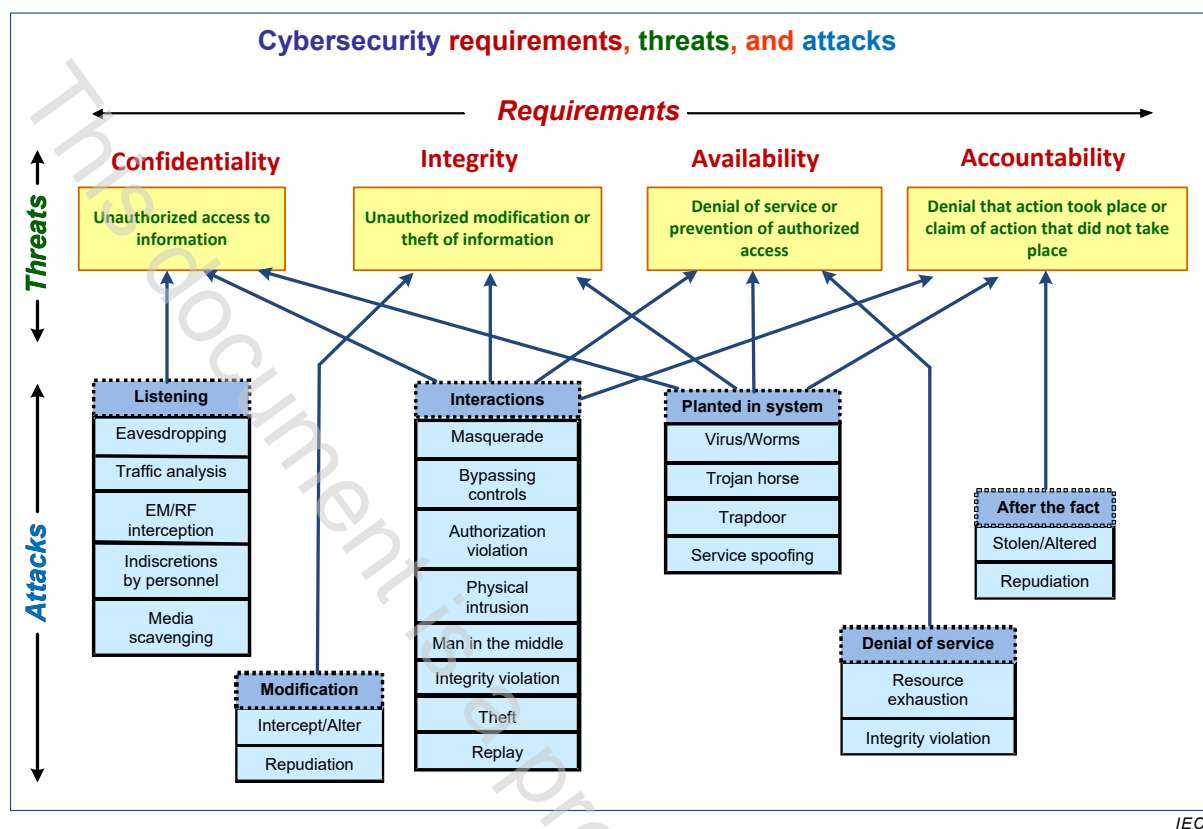 Cybersecurity requirements, threats, and attacks
Requirements
Threats
Confidentiality
Integrity
Availability
Accountability
Unauthorized access to
information
Unauthorized modification or
theft of information
Denial of service or
prevention of authorized
access
Denial that action took place or
claim of action that did not take
place
Attacks
Listening
Eavesdropping
Traffic analysis
EM/RF
interception
Indiscretions
by personnel
Media
scavenging
Modification
Intercept/Alter
Repudiation
Interactions
Masquerade
Bypassing
controls
Authorization
violation
Physical
intrusion
Man in the middle
Integrity violation
Theft
Replay
Planted in system
Virus/Worms
Trojan horse
Trapdoor
Service spoofing
Denial of service
Resource
exhaustion
Integrity violation
After the fact
Stolen/Altered
Repudiation
This document is a pre
IEC